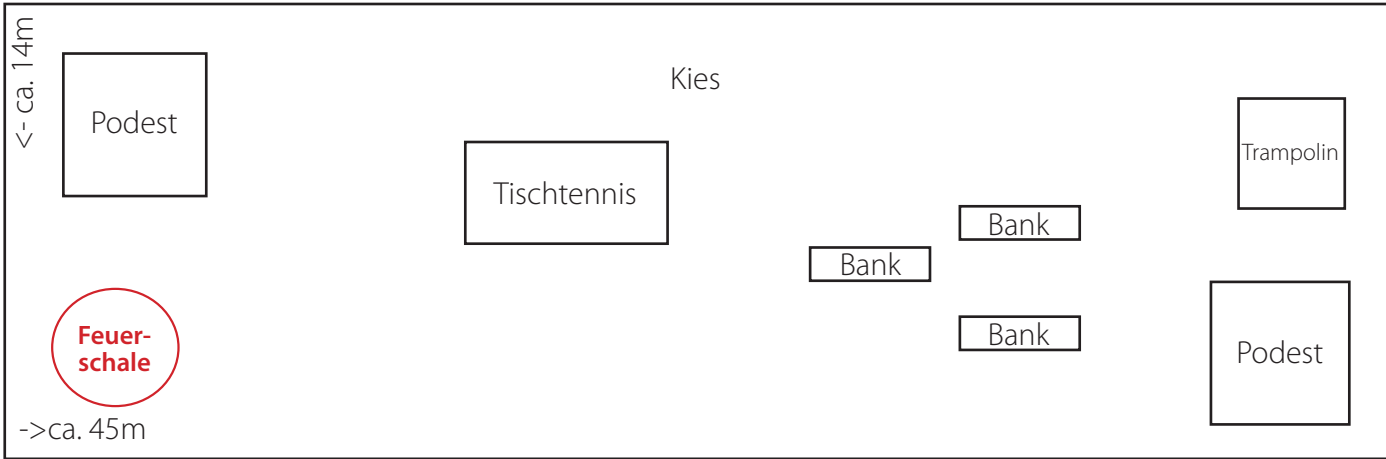 <- ca. 14m
Podest
Kies
Trampolin
Tischtennis
Bank
Bank
Bank
Feuer-
schale
Podest
->ca. 45m